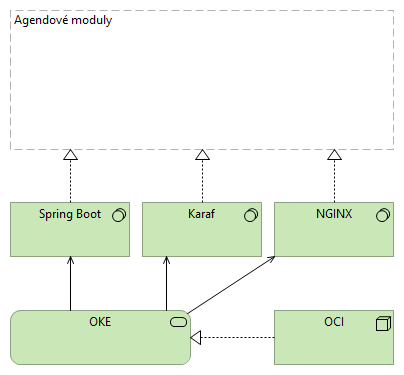 Agendové moduly
Spring Boot
Karaf
NGINX
OKE
OCI